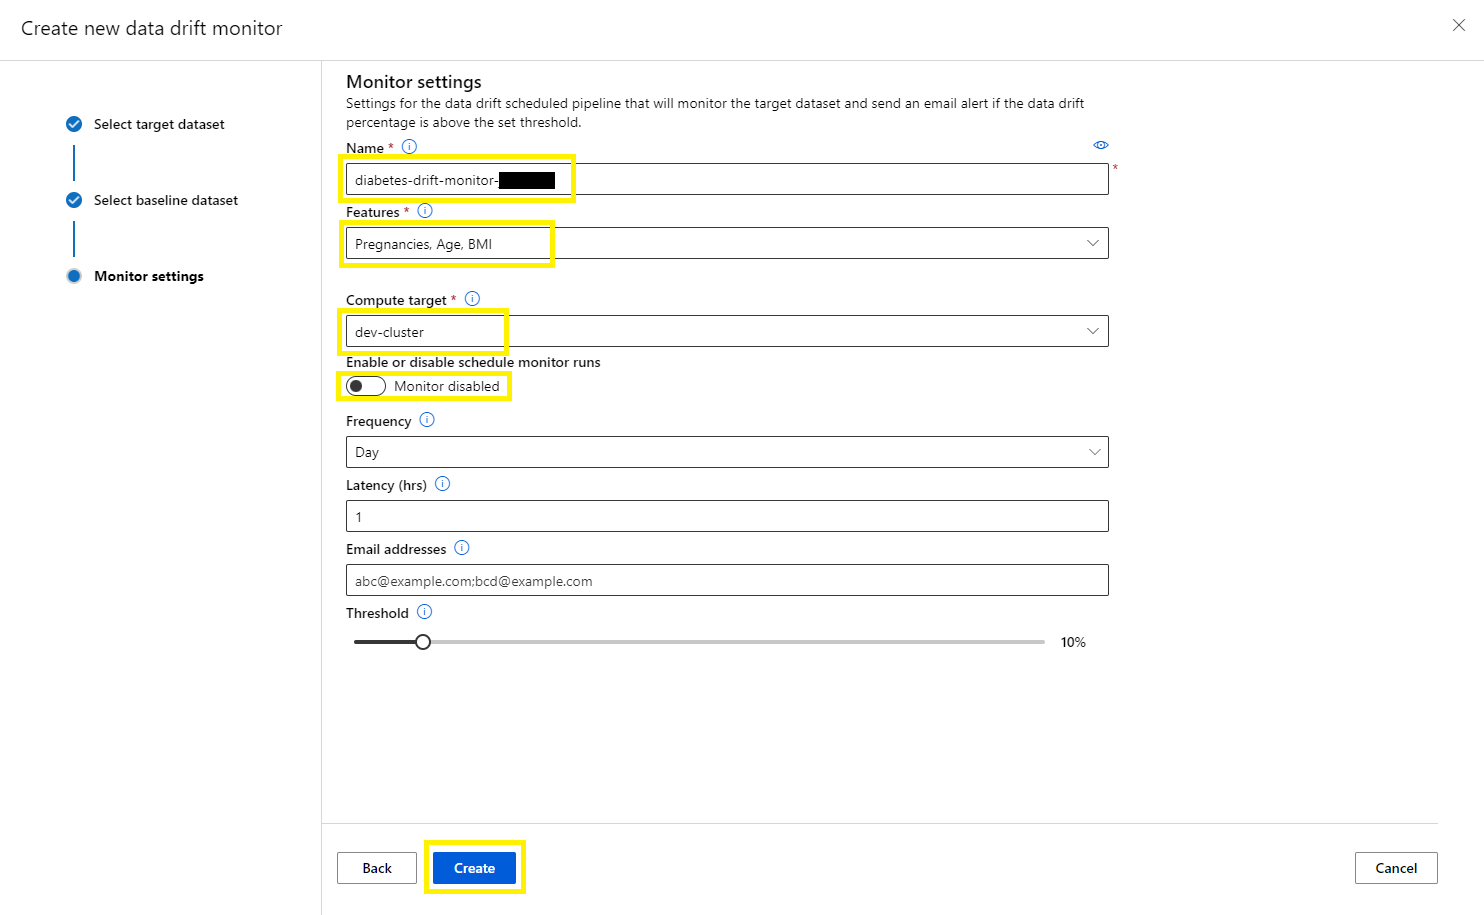 Create new data drift monitor
Select target dataset
Select baseline dataset
Monitor settings
Monitor settings
Settings for the data drift scheduled pipeline that will monitor the target dataset and send an email alert if the data drift
percentage is above the set threshold.
Name *
diabetes-drift-monitor-
*
Features *
Pregnancies, Age, BMI
Compute target *
dev-cluster
Enable or disable schedule monitor runs
Monitor disabled
Frequency
Day
Latency (hrs)
1
Email addresses
abc@example.com;bcd@example.com
Threshold
10%
Back
Create
Cancel